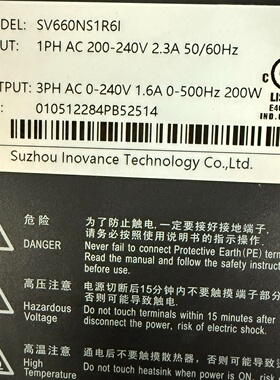 DEL: SV660NS1R6I
UT: 1PH AC 200-240V 2.3A 50/60Hz
TPUT: 3PH AC 0-240V 1.6A 0-500Hz 200W
010512284PB52514
LIS
E46
IND.C
Suzhou Inovance Technology Co.,Ltd.
危险
DANGER
为了防止触电,一定要接好接地端子.
请务必按照使用说明书的指示操作.
Never fail to connect Protective Earth(PE) term
Read the manual and follow the safety instruc
before use.
高压注意
Hazardous
Voltage
电源切断后15分钟内不要触摸端子部分
否则可能导致触电.
Do not touch terminals within 15 minutes after
disconnect the power, risk of electric shock.
高温注意
High
Temperature
通电后不要触摸散热器,否则可能
Do not touch heatsink when power is ON, risk